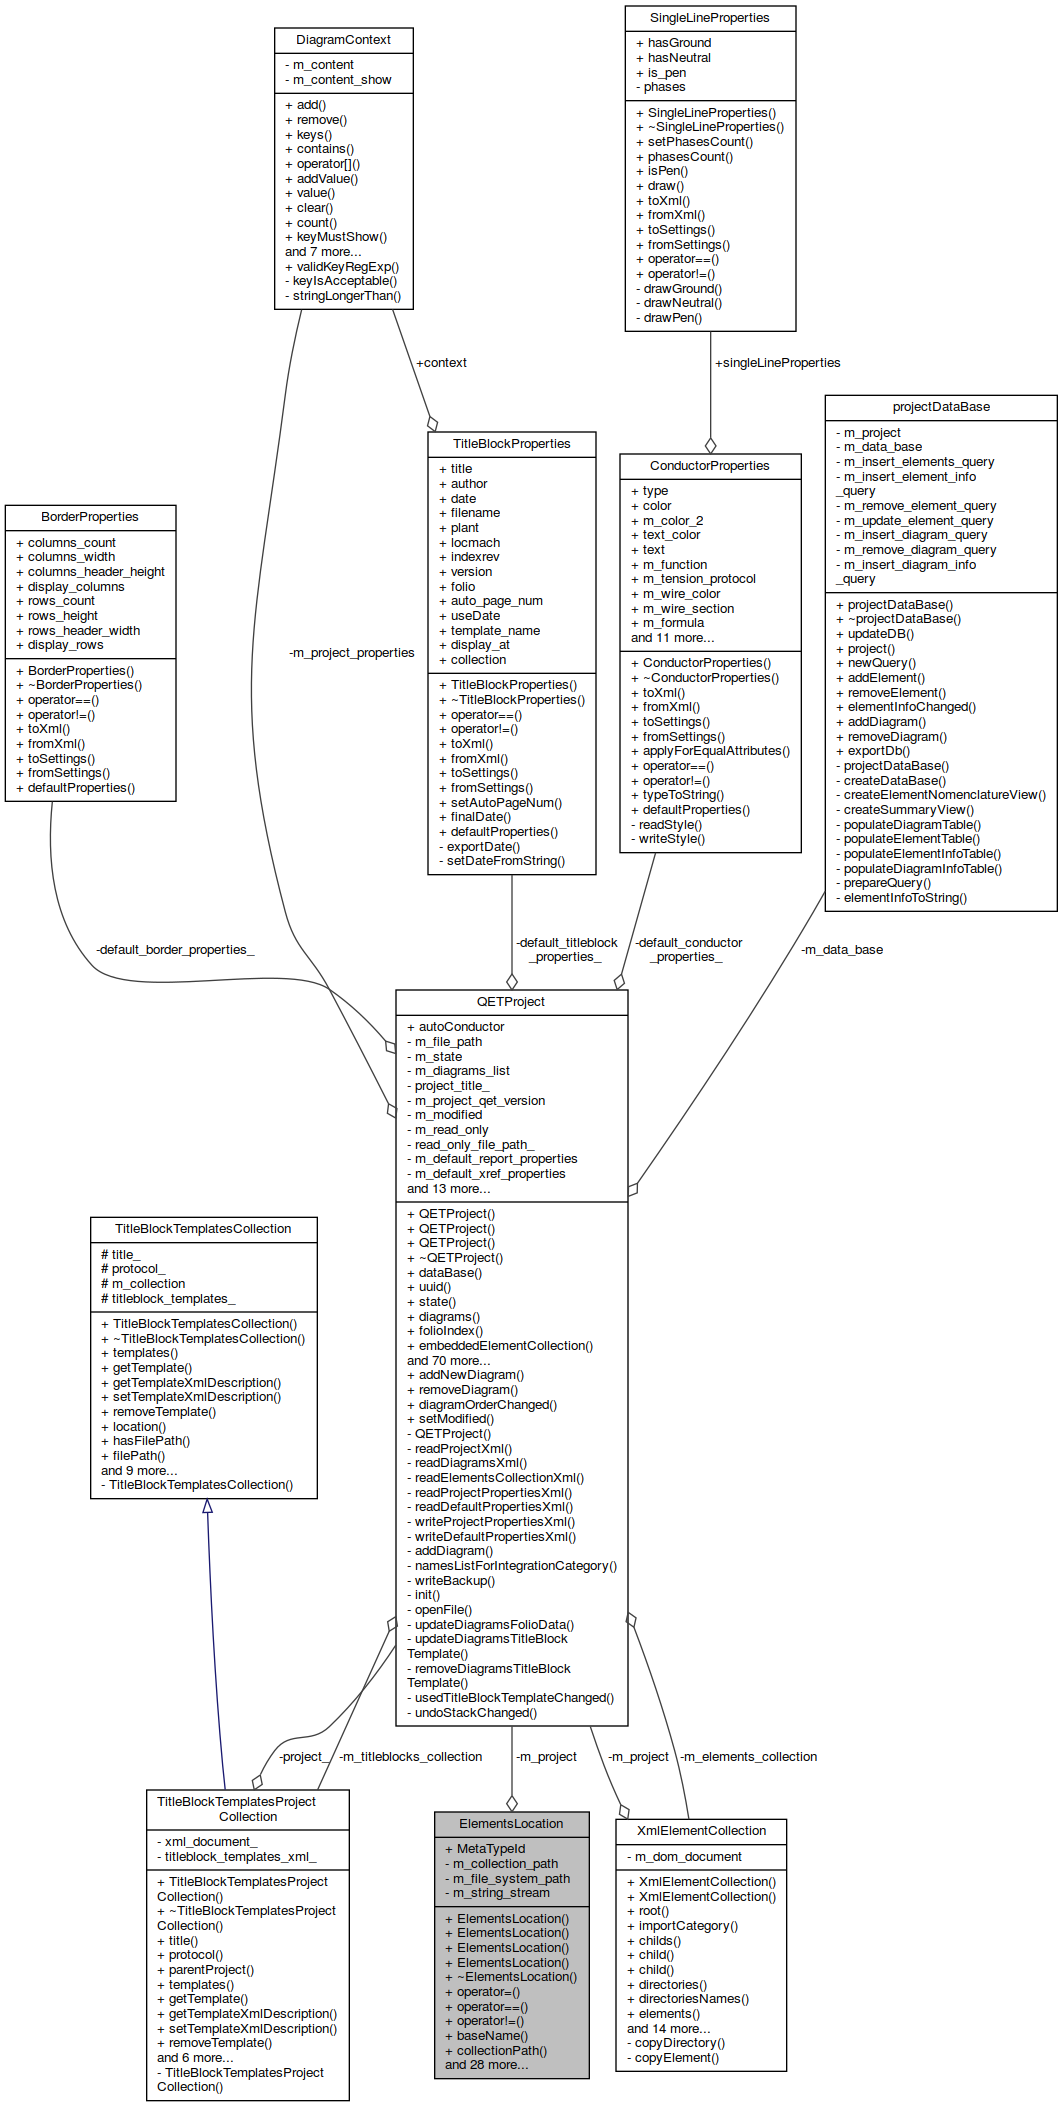 SingleLineProperties
+ hasGround
+ hasNeutral
+ is_pen
- phases
+ SingleLineProperties()
+ ~SingleLineProperties()
+ setPhasesCount()
+ phasesCount()
+ isPen()
+ draw()
+ toXml()
+ fromXml()
+ toSettings()
+ fromSettings()
+ operator==()
+ operator!=()
- drawGround()
- drawNeutral()
- drawPen()
DiagramContext
- m_content
- m_content_show
+ add()
+ remove()
+ keys()
+ contains()
+ operator[]()
+ addValue()
+ value()
+ clear()
+ count()
+ keyMustShow()
and 7 more...
+ validKeyRegExp()
- keyIsAcceptable()
- stringLongerThan()
+context
+singleLineProperties
projectDataBase
- m_project
- m_data_base
- m_insert_elements_query
- m_insert_element_info
_query
- m_remove_element_query
- m_update_element_query
- m_insert_diagram_query
- m_remove_diagram_query
- m_insert_diagram_info
_query
+ projectDataBase()
+ ~projectDataBase()
+ updateDB()
+ project()
+ newQuery()
+ addElement()
+ removeElement()
+ elementInfoChanged()
+ addDiagram()
+ removeDiagram()
+ exportDb()
- projectDataBase()
- createDataBase()
- createElementNomenclatureView()
- createSummaryView()
- populateDiagramTable()
- populateElementTable()
- populateElementInfoTable()
- populateDiagramInfoTable()
- prepareQuery()
- elementInfoToString()
TitleBlockProperties
+ title
+ author
+ date
+ filename
+ plant
+ locmach
+ indexrev
+ version
+ folio
+ auto_page_num
+ useDate
+ template_name
+ display_at
+ collection
+ TitleBlockProperties()
+ ~TitleBlockProperties()
+ operator==()
+ operator!=()
+ toXml()
+ fromXml()
+ toSettings()
+ fromSettings()
+ setAutoPageNum()
+ finalDate()
+ defaultProperties()
- exportDate()
- setDateFromString()
ConductorProperties
+ type
+ color
+ m_color_2
+ text_color
+ text
+ m_function
+ m_tension_protocol
+ m_wire_color
+ m_wire_section
+ m_formula
and 11 more...
+ ConductorProperties()
+ ~ConductorProperties()
+ toXml()
+ fromXml()
+ toSettings()
+ fromSettings()
+ applyForEqualAttributes()
+ operator==()
+ operator!=()
+ typeToString()
+ defaultProperties()
- readStyle()
- writeStyle()
BorderProperties
+ columns_count
+ columns_width
+ columns_header_height
+ display_columns
+ rows_count
+ rows_height
+ rows_header_width
+ display_rows
+ BorderProperties()
+ ~BorderProperties()
+ operator==()
+ operator!=()
+ toXml()
+ fromXml()
+ toSettings()
+ fromSettings()
+ defaultProperties()
-m_project_properties
-default_border_properties_
-default_titleblock
_properties_
-default_conductor
_properties_
-m_data_base
QETProject
+ autoConductor
- m_file_path
- m_state
- m_diagrams_list
- project_title_
- m_project_qet_version
- m_modified
- m_read_only
- read_only_file_path_
- m_default_report_properties
- m_default_xref_properties
and 13 more...
+ QETProject()
+ QETProject()
+ QETProject()
+ ~QETProject()
+ dataBase()
+ uuid()
+ state()
+ diagrams()
+ folioIndex()
+ embeddedElementCollection()
and 70 more...
+ addNewDiagram()
+ removeDiagram()
+ diagramOrderChanged()
+ setModified()
- QETProject()
- readProjectXml()
- readDiagramsXml()
- readElementsCollectionXml()
- readProjectPropertiesXml()
- readDefaultPropertiesXml()
- writeProjectPropertiesXml()
- writeDefaultPropertiesXml()
- addDiagram()
- namesListForIntegrationCategory()
- writeBackup()
- init()
- openFile()
- updateDiagramsFolioData()
- updateDiagramsTitleBlock
Template()
- removeDiagramsTitleBlock
Template()
- usedTitleBlockTemplateChanged()
- undoStackChanged()
TitleBlockTemplatesCollection
# title_
# protocol_
# m_collection
# titleblock_templates_
+ TitleBlockTemplatesCollection()
+ ~TitleBlockTemplatesCollection()
+ templates()
+ getTemplate()
+ getTemplateXmlDescription()
+ setTemplateXmlDescription()
+ removeTemplate()
+ location()
+ hasFilePath()
+ filePath()
and 9 more...
- TitleBlockTemplatesCollection()
-project_
-m_titleblocks_collection
-m_project
-m_project
-m_elements_collection
TitleBlockTemplatesProject
Collection
- xml_document_
- titleblock_templates_xml_
+ TitleBlockTemplatesProject
Collection()
+ ~TitleBlockTemplatesProject
Collection()
+ title()
+ protocol()
+ parentProject()
+ templates()
+ getTemplate()
+ getTemplateXmlDescription()
+ setTemplateXmlDescription()
+ removeTemplate()
and 6 more...
- TitleBlockTemplatesProject
Collection()
ElementsLocation
+ MetaTypeId
- m_collection_path
- m_file_system_path
- m_string_stream
+ ElementsLocation()
+ ElementsLocation()
+ ElementsLocation()
+ ElementsLocation()
+ ~ElementsLocation()
+ operator=()
+ operator==()
+ operator!=()
+ baseName()
+ collectionPath()
and 28 more...
XmlElementCollection
- m_dom_document
+ XmlElementCollection()
+ XmlElementCollection()
+ root()
+ importCategory()
+ childs()
+ child()
+ child()
+ directories()
+ directoriesNames()
+ elements()
and 14 more...
- copyDirectory()
- copyElement()